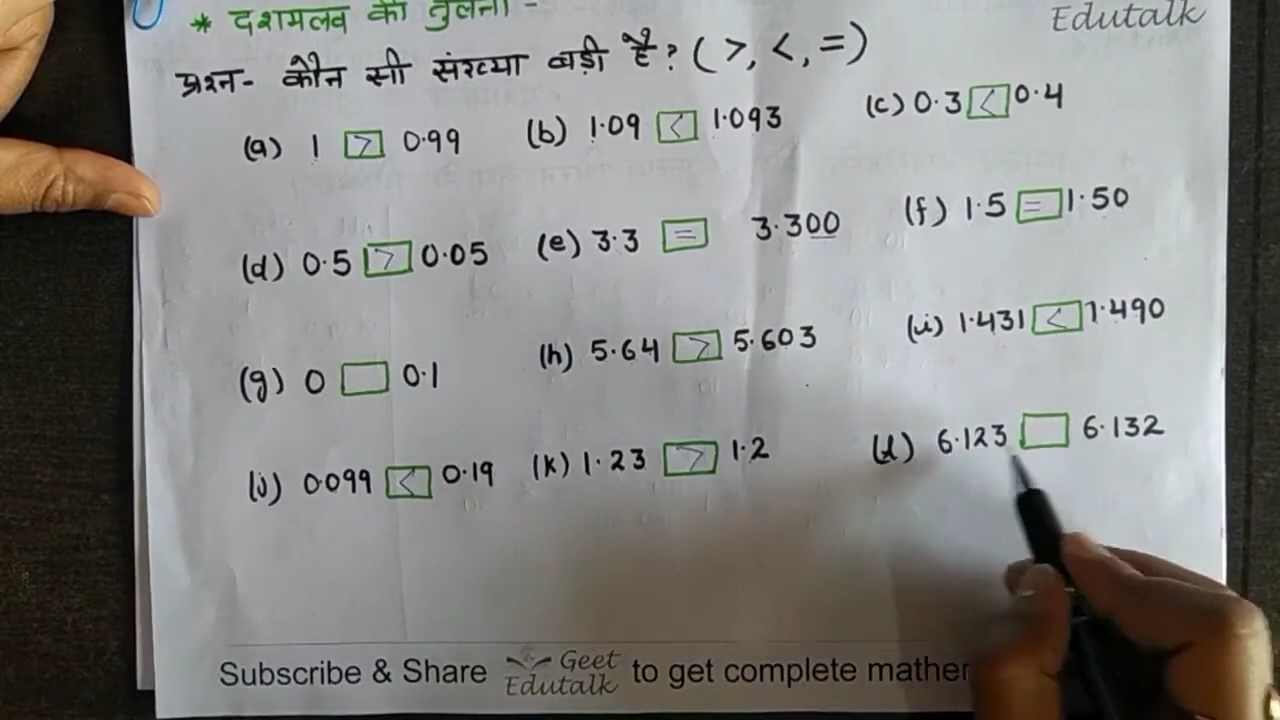 * दशमलव की तुलना -
Edutalk
प्रश्न- कौन सी संख्या बड़ी है? ( >, <, =)
(a) 1 > 0.99 (b) 1.09 < 1.093 (c) 0.3 < 0.4
(d) 0.5 > 0.05 (e) 3.3 = 3.300 (f) 1.5 = 1.50
(g) 0 0.1 (h) 5.64 > 5.603 (i) 1.431 < 1.490
(j) 0.099 < 0.19 (k) 1.23 > 1.2 (l) 6.123 6.132
Subscribe & Share Geet Edutalk to get complete mather